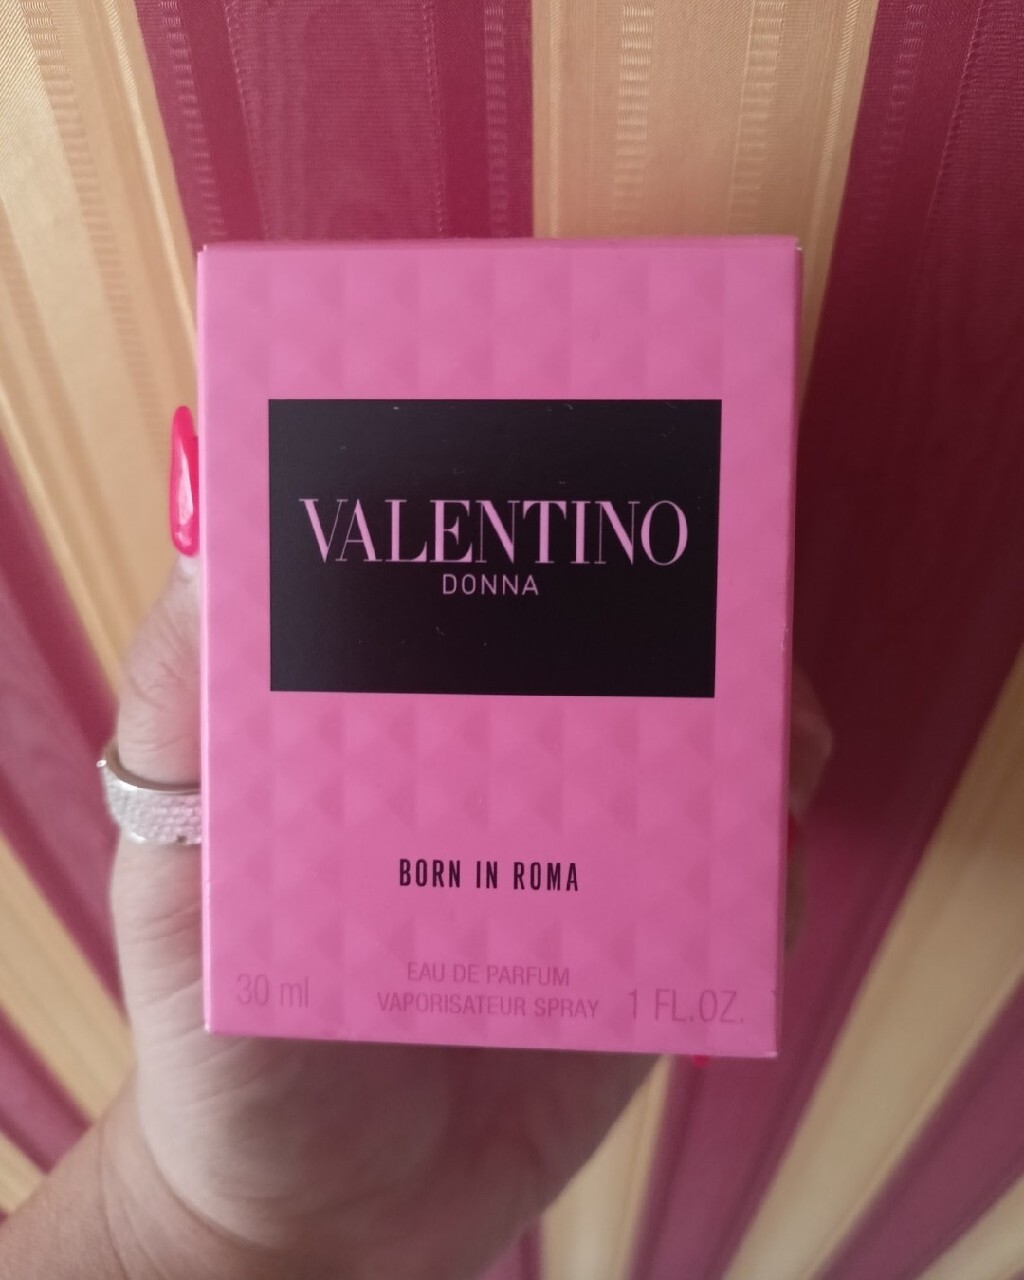 VALENTINO
DONNA
BORN IN ROMA
EAU DE PARFUM
30 ml VAPORISATEUR SPRAY 1 FL.OZ.